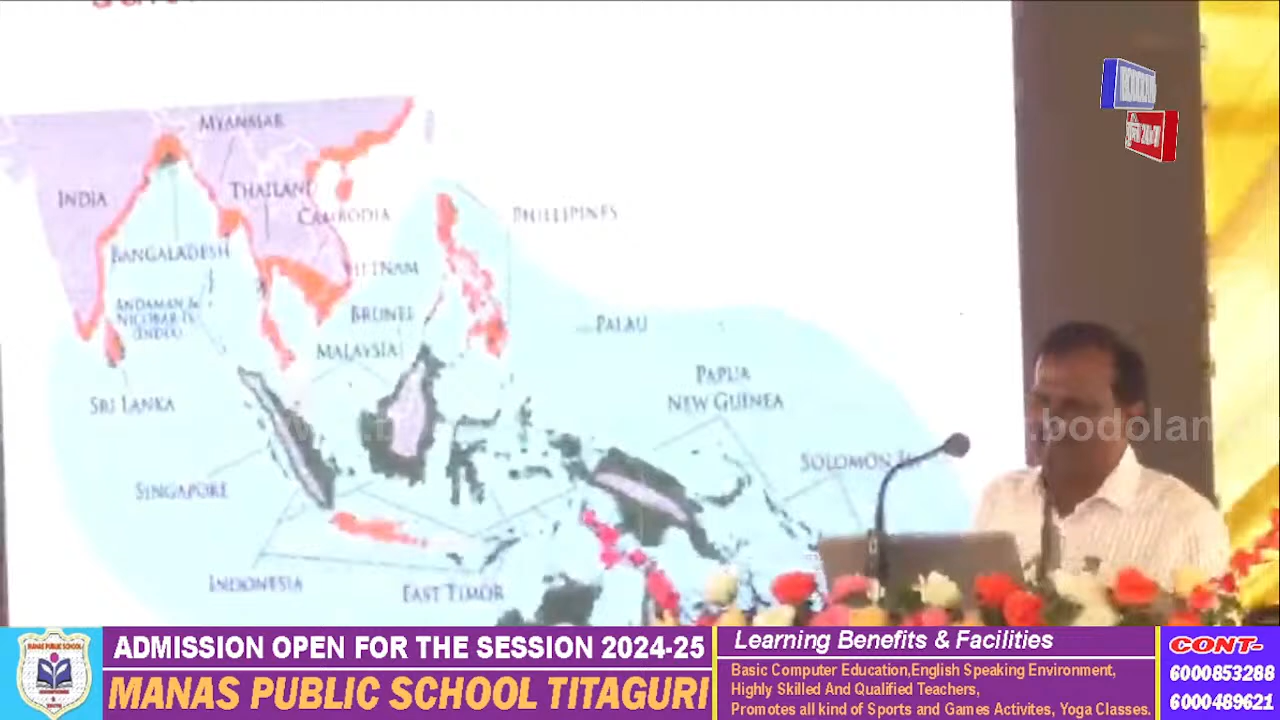 MYANMAR
INDIA
THAILAND
CAMBODIA
PHILLIPINES
BANGALADESH
VIETNAM
ANDAMAN &
NICOBAR IS
(INDIA)
BRUNEI
PALAU
MALAYSIA
PAPUA
NEW GUINEA
SRI LANKA
SOLOMON
SINGAPORE
INDONESIA
EAST TIMOR
.bodolan
MANAS PUBLIC SCHOOL
ADMISSION OPEN FOR THE SESSION 2024-25
MANAS PUBLIC SCHOOL TITAGURI
Learning Benefits & Facilities
Basic Computer Education,English Speaking Environment,
Highly Skilled And Qualified Teachers,
Promotes all kind of Sports and Games Activites, Yoga Classes.
CONT-
6000853288
6000489621